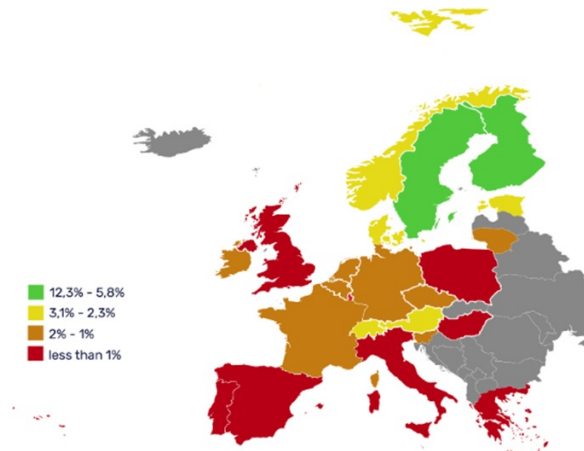 12,3% - 5,8%
3,1% - 2,3%
2% - 1%
less than 1%